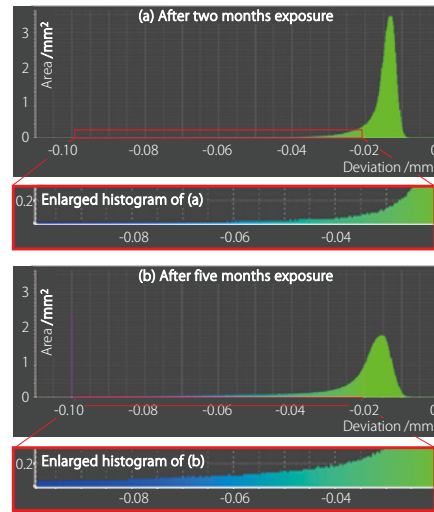 (a) After two months exposure
Area/mm²
3
2
1
0
-0.10 -0.08 -0.06 -0.04 -0.02 0
Deviation /mm
Enlarged histogram of (a)
0.2
-0.08 -0.06 -0.04
(b) After five months exposure
Area/mm²
3
2
1
0
-0.10 -0.08 -0.06 -0.04 -0.02 0
Deviation /mm
Enlarged histogram of (b)
0.2
-0.08 -0.06 -0.04